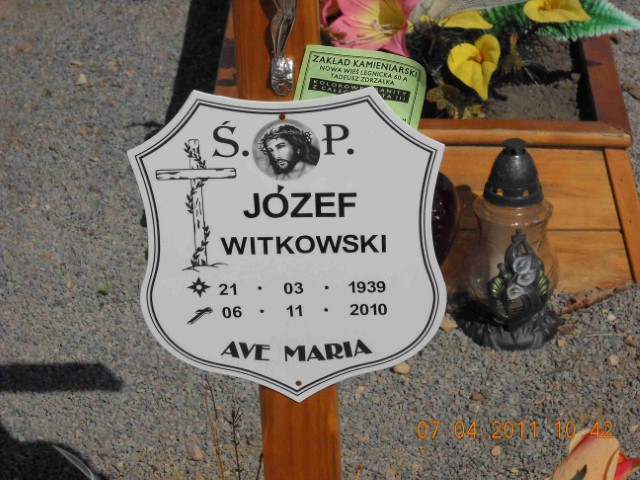 ZAKŁAD KAMIENIARSKI
NOWA WIEŚ LEGNICKA 60 A
TADEUSZ ZDRZAŁKA
Ś. P.
JÓZEF
WITKOWSKI
21 · 03 · 1939
06 · 11 · 2010
AVE MARIA
07 04 2011 10 42